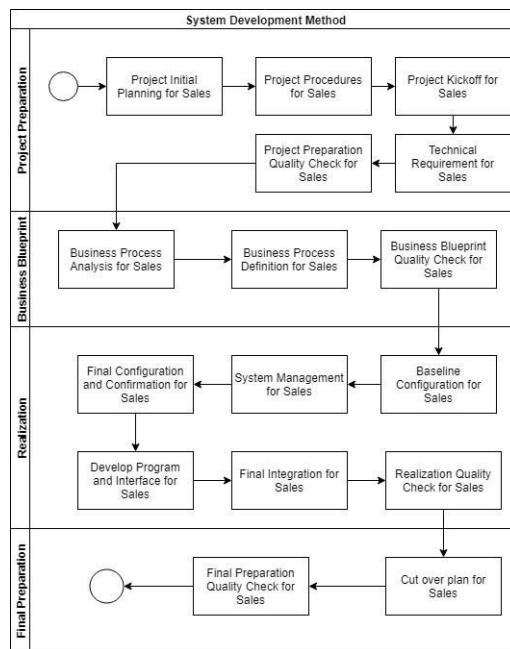 System Development Method
Project Preparation
Project Initial
Planning for Sales
Project Procedures
for Sales
Project Kickoff for
Sales
Technical
Requirement for
Sales
Project Preparation
Quality Check for
Sales
Business Blueprint
Business Process
Analysis for Sales
Business Process
Definition for Sales
Business Blueprint
Quality Check for
Sales
Realization
Baseline
Configuration for
Sales
System Management
for Sales
Final Configuration
and Confirmation for
Sales
Develop Program
and Interface for
Sales
Final Integration for
Sales
Realization Quality
Check for Sales
Final Preparation
Cut over plan for
Sales
Final Preparation
Quality Check for
Sales